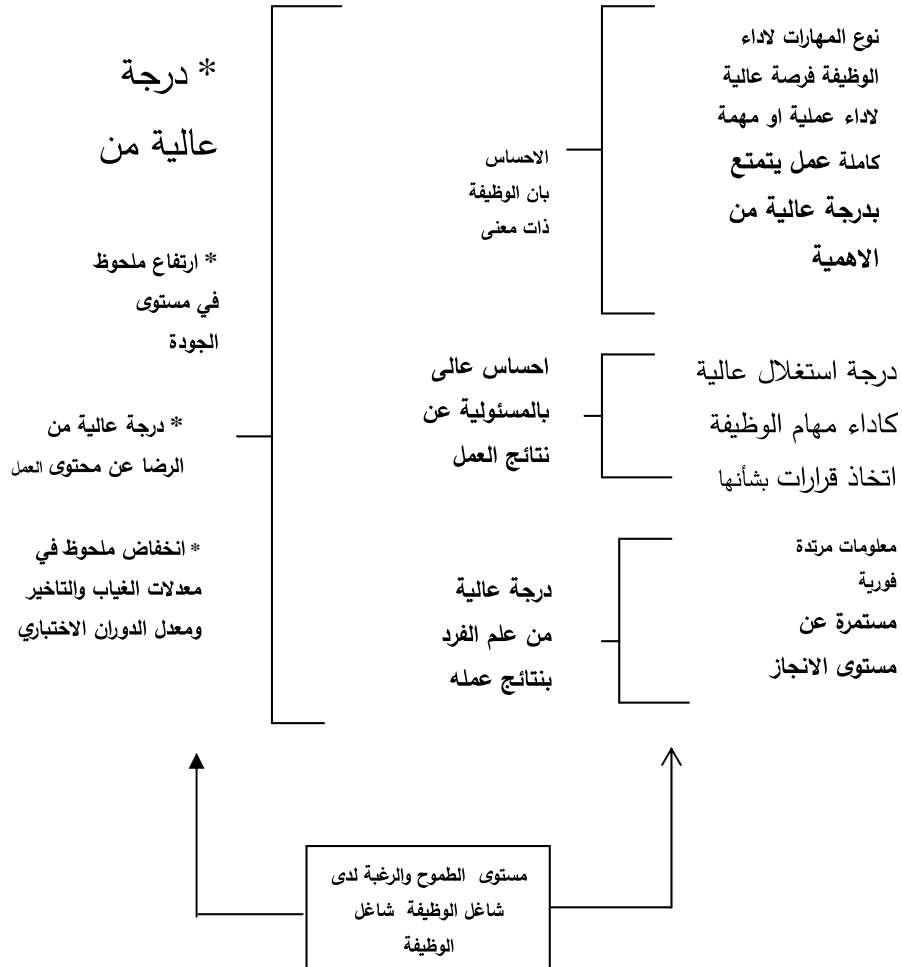 نوع المهارات لاداء
الوظيفة فرصة عالية
لاداء عملية او مهمة
كاملة عمل يتمتع
بدرجة عالية من
الاهمية
درجة استغلال عالية
كاداء مهام الوظيفة
اتخاذ قرارات بشأنها
معلومات مرتدة
فورية
مستمرة عن
مستوى الانجاز
الاحساس
بان الوظيفة
ذات معنى
احساس عالى
بالمسئولية عن
نتائج العمل
درجة عالية
من علم الفرد
بنتائج عمله
* درجة
عالية من
* ارتفاع ملحوظ
في مستوى
الجودة
* درجة عالية من
الرضا عن محتوى العمل
* انخفاض ملحوظ في
معدلات الغياب والتاخير
ومعدل الدوران الاختباري
مستوى الطموح والرغبة لدى
شاغل الوظيفة شاغل
الوظيفة